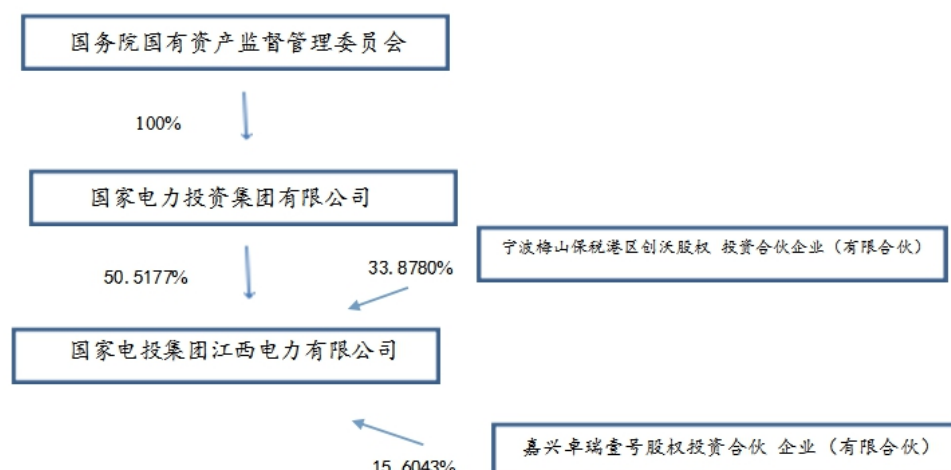 国务院国有资产监督管理委员会
100%
国家电力投资集团有限公司
宁波梅山保税港区创沃股权 投资合伙企业（有限合伙）
50.5177%
33.8780%
国家电投集团江西电力有限公司
嘉兴卓瑞壹号股权投资合伙 企业（有限合伙）
15.6043%